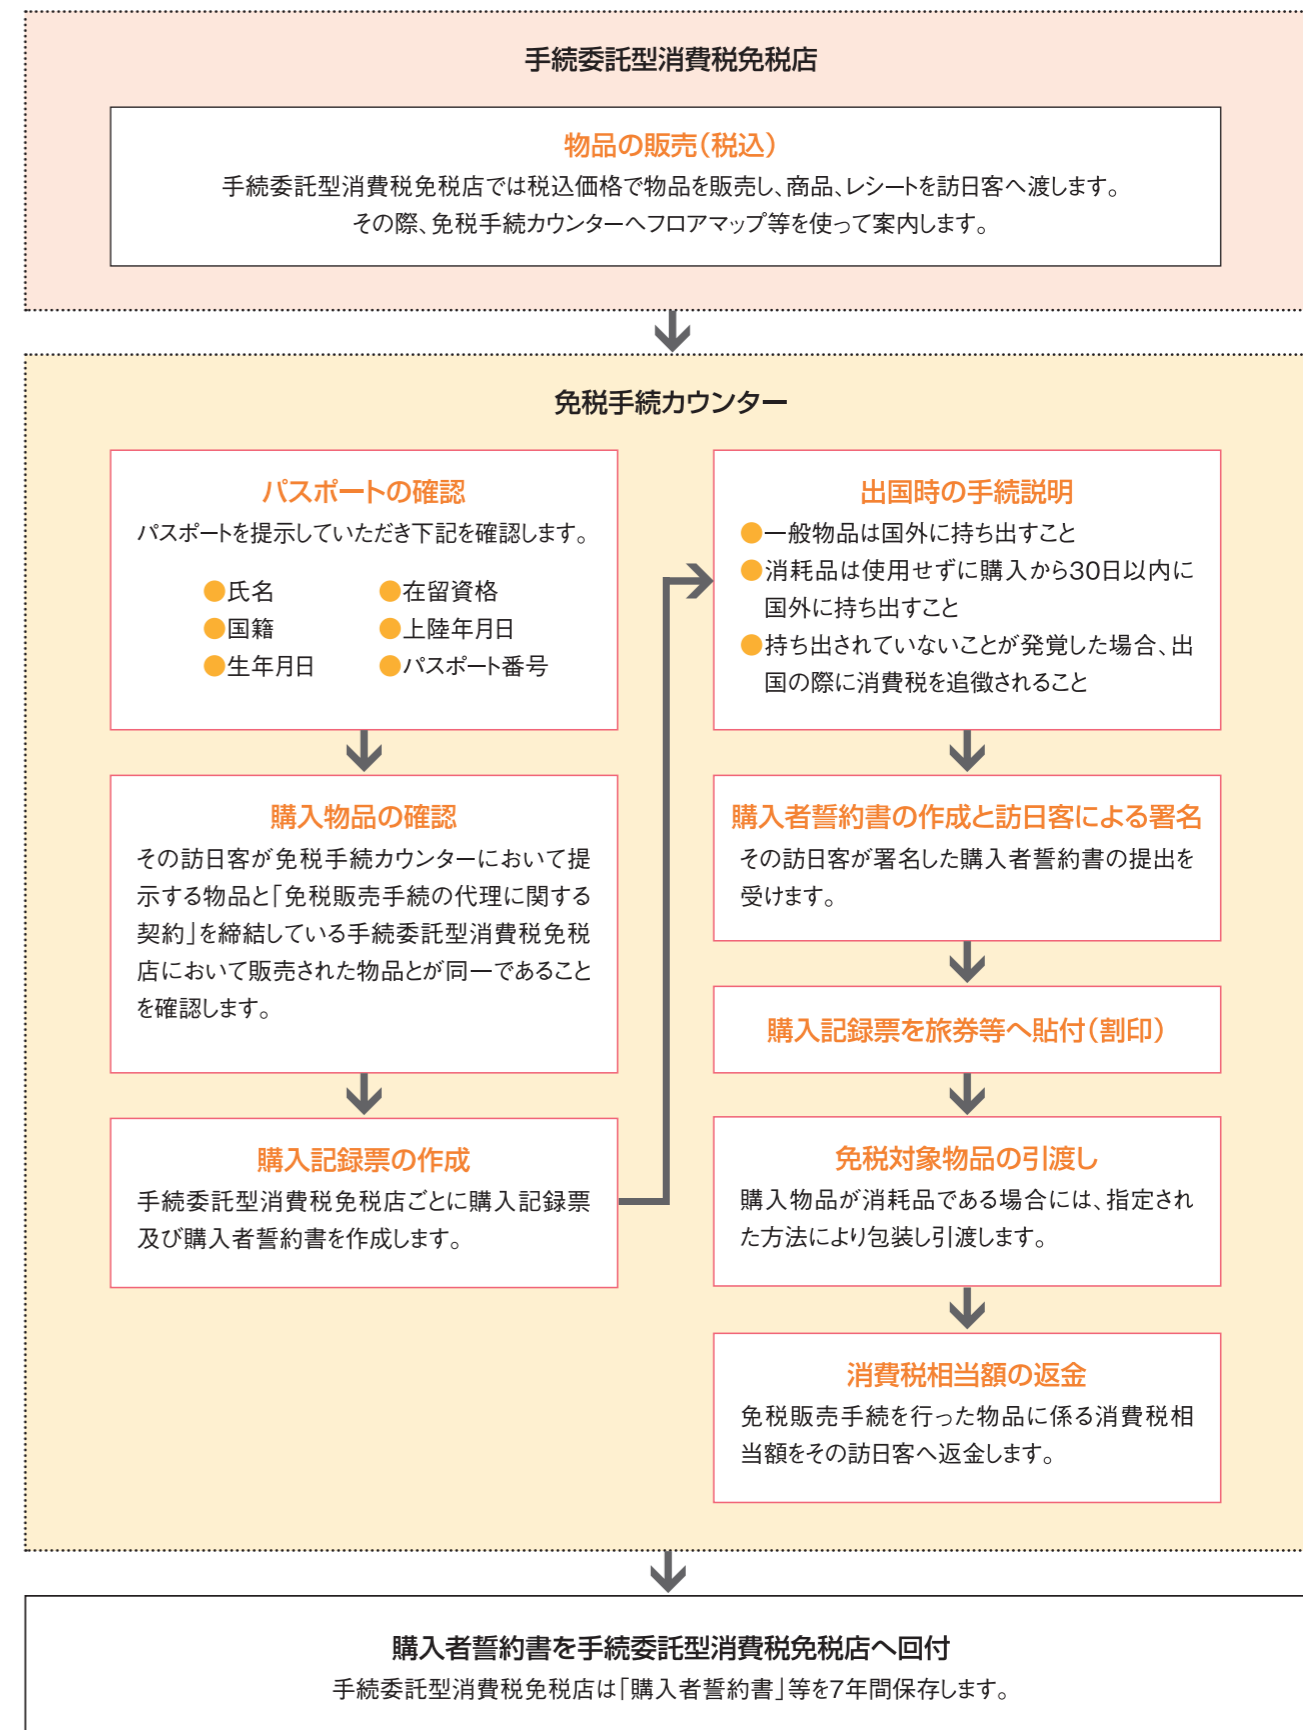 手続委託型消費税免税店
物品の販売（税込）
手続委託型消費税免税店では税込価格で物品を販売し、商品、レシートを訪日客へ渡します。
その際、免税手続カウンターへフロアマップ等を使って案内します。
免税手続カウンター
パスポートの確認
パスポートを提示していただき下記を確認します。
●氏名
●国籍
●生年月日
●在留資格
●上陸年月日
●パスポート番号
購入物品の確認
その訪日客が免税手続カウンターにおいて提
示する物品と「免税販売手続の代理に関する
契約」を締結している手続委託型消費税免税
店において販売された物品とが同一であること
を確認します。
購入記録票の作成
手続委託型消費税免税店ごとに購入記録票
及び購入者誓約書を作成します。
出国時の手続説明
●一般物品は国外に持ち出すこと
●消耗品は使用せずに購入から30日以内に
国外に持ち出すこと
●持ち出されていないことが発覚した場合、出
国の際に消費税を追徴されること
購入者誓約書の作成と訪日客による署名
その訪日客が署名した購入者誓約書の提出を
受けます。
購入記録票を旅券等へ貼付（割印）
免税対象物品の引渡し
購入物品が消耗品である場合には、指定され
た方法により包装し引渡します。
消費税相当額の返金
免税販売手続を行った物品に係る消費税相
当額をその訪日客へ返金します。
購入者誓約書を手続委託型消費税免税店へ回付
手続委託型消費税免税店は「購入者誓約書」等を7年間保存します。